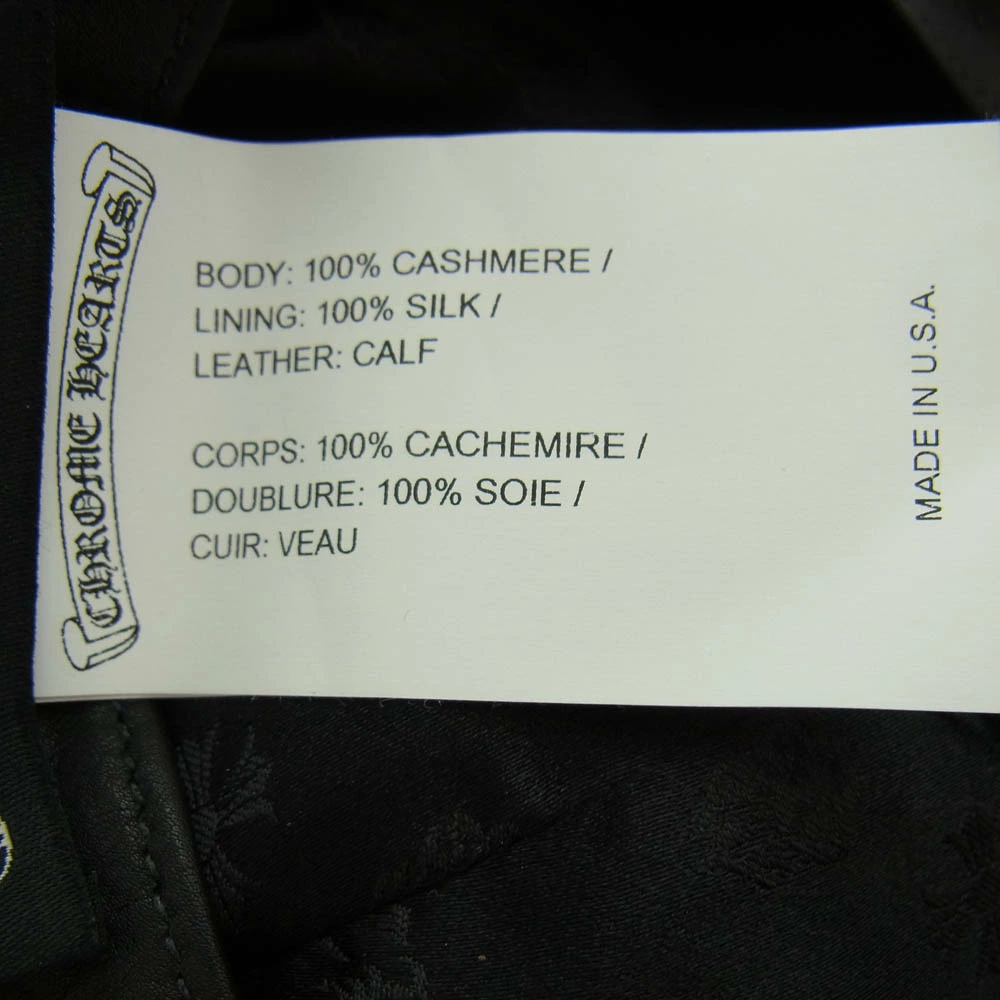 CHROME HEARTS
BODY: 100% CASHMERE /
LINING: 100% SILK /
LEATHER: CALF
CORPS: 100% CACHEMIRE /
DOUBLURE: 100% SOIE /
CUIR: VEAU
MADE IN U.S.A.